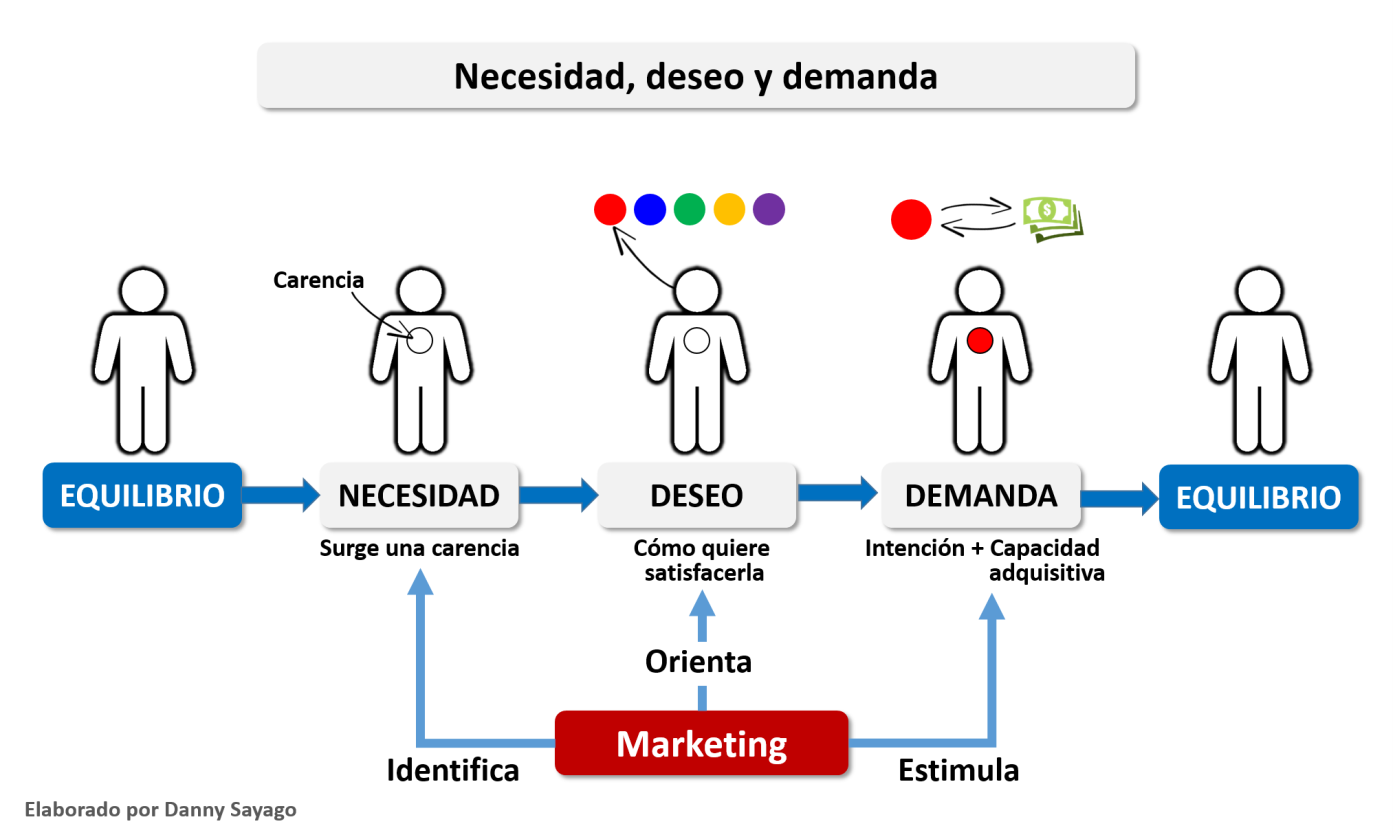 Necesidad, deseo y demanda
Carencia
$
EQUILIBRIO
NECESIDAD
DESEO
DEMANDA
EQUILIBRIO
Surge una carencia
Cómo quiere
satisfacerla
Intención + Capacidad
adquisitiva
Orienta
Marketing
Identifica
Estimula
Elaborado por Danny Sayago